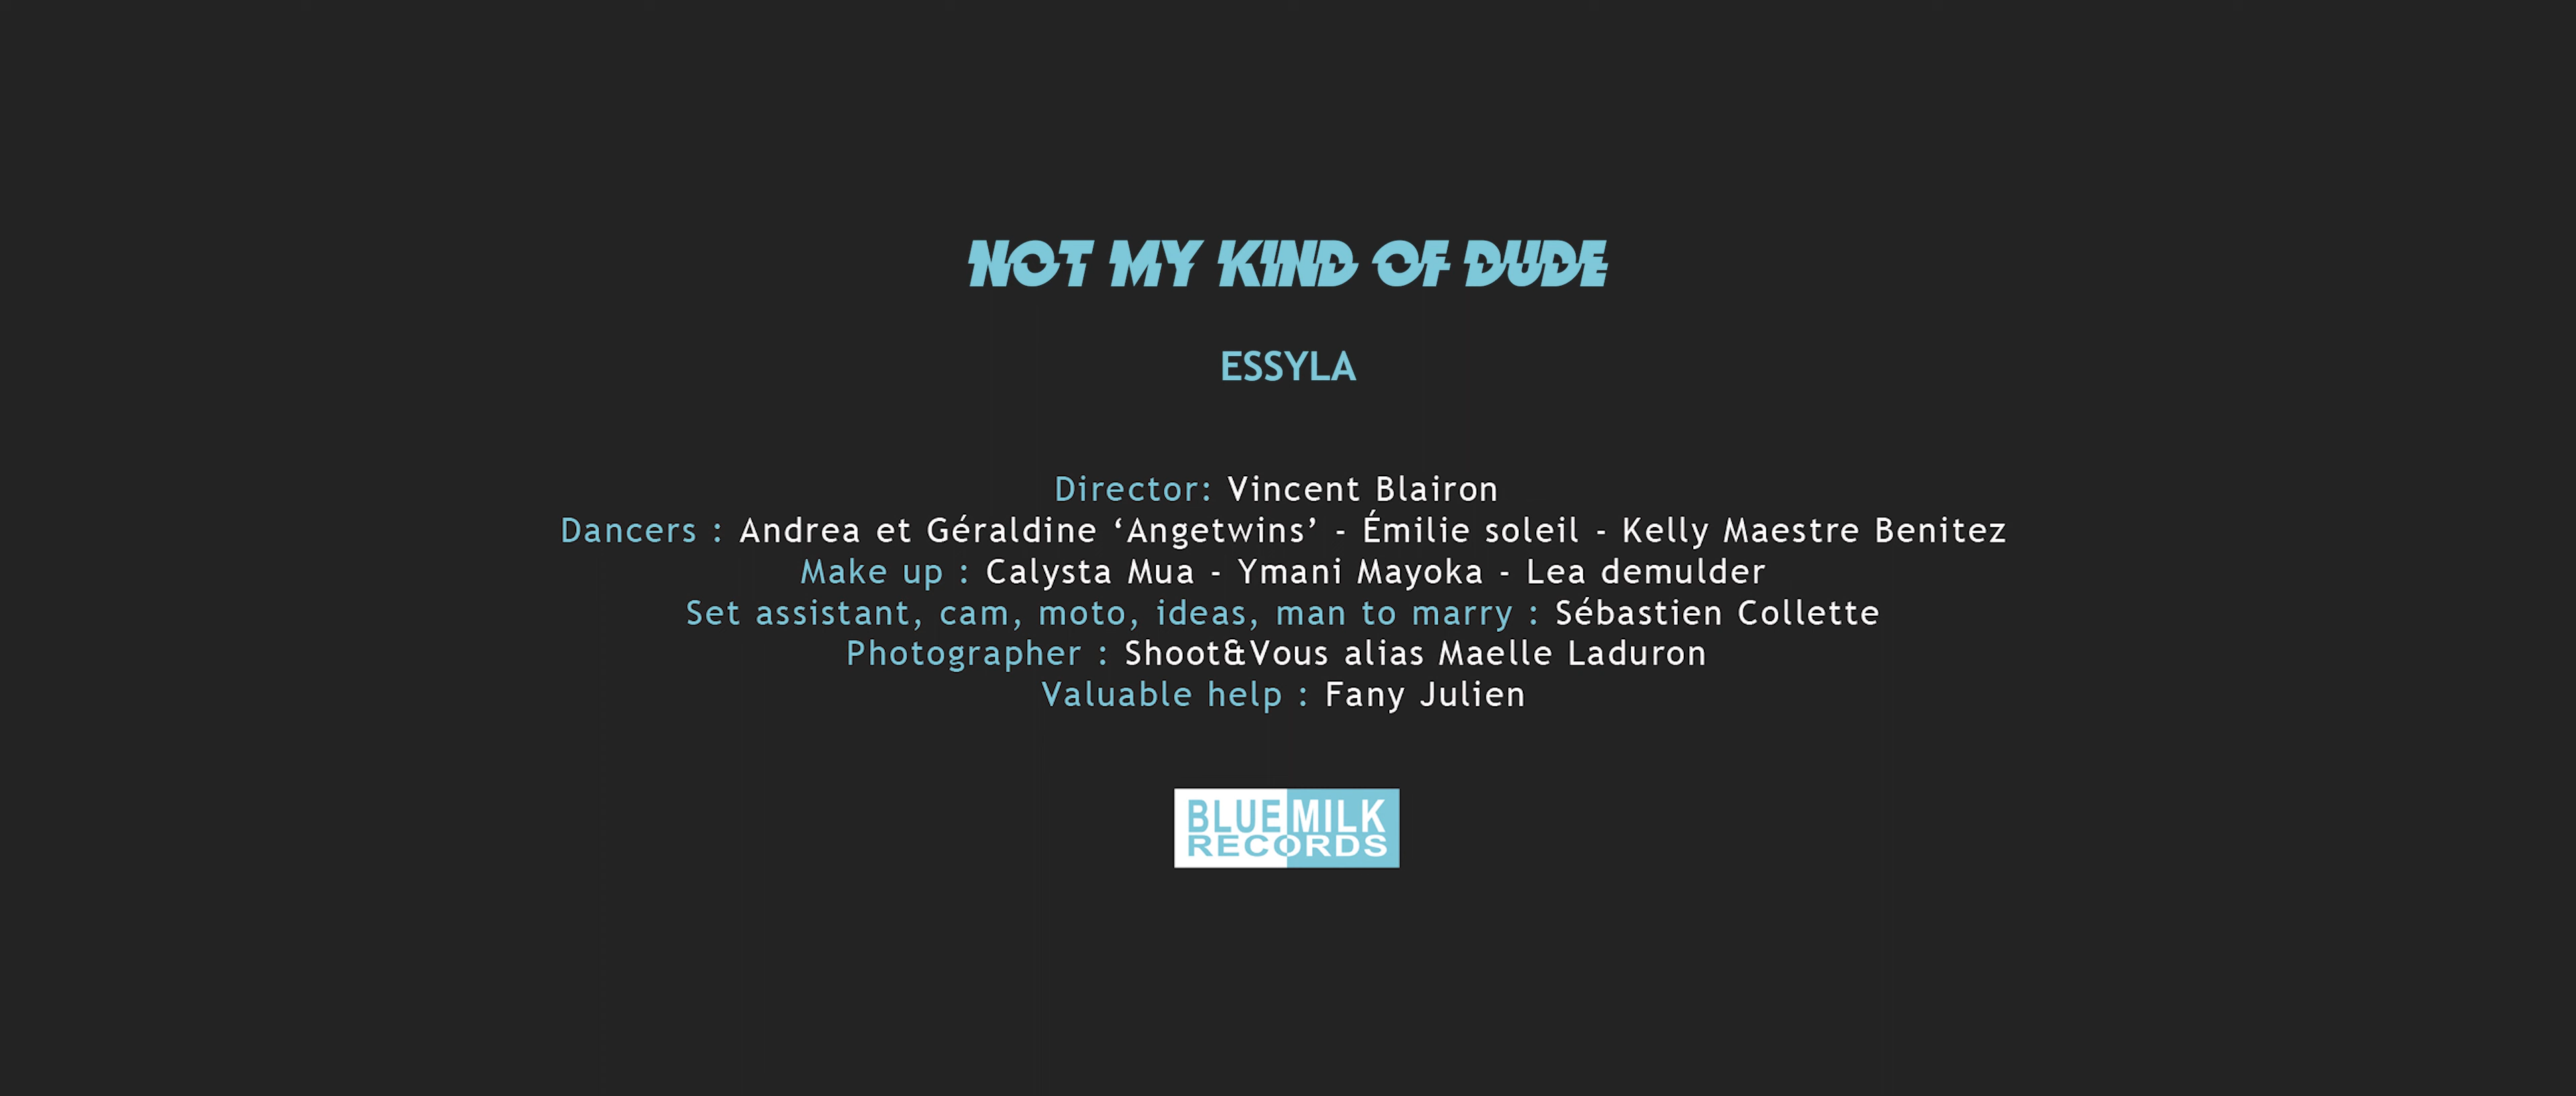 NOT MY KIND OF DUDE
ESSYLA
Director: Vincent Blairon
Dancers : Andrea et Géraldine ‘Angetwins’ - Émilie soleil - Kelly Maestre Benitez
Make up : Calysta Mua - Ymani Mayoka - Lea demulder
Set assistant, cam, moto, ideas, man to marry : Sébastien Collette
Photographer : Shoot&Vous alias Maelle Laduron
Valuable help : Fany Julien
BLUEMILK
RECORDS